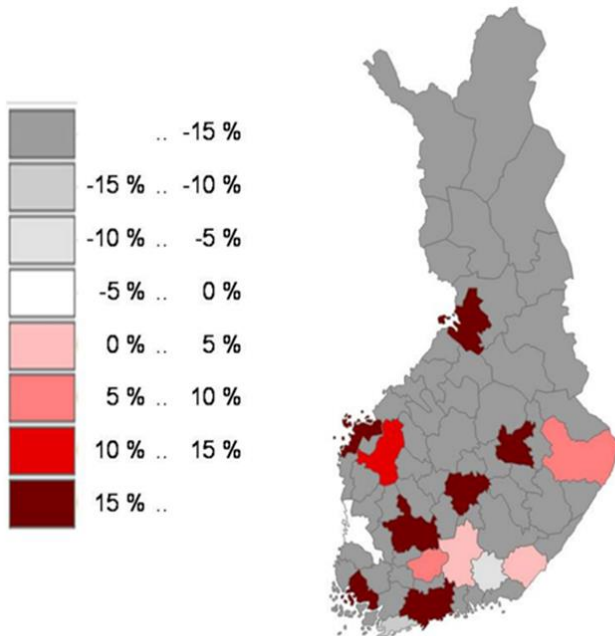 .. -15 %
-15 % .. -10 %
-10 % .. -5 %
-5 % .. 0 %
0 % .. 5 %
5 % .. 10 %
10 % .. 15 %
15 % ..